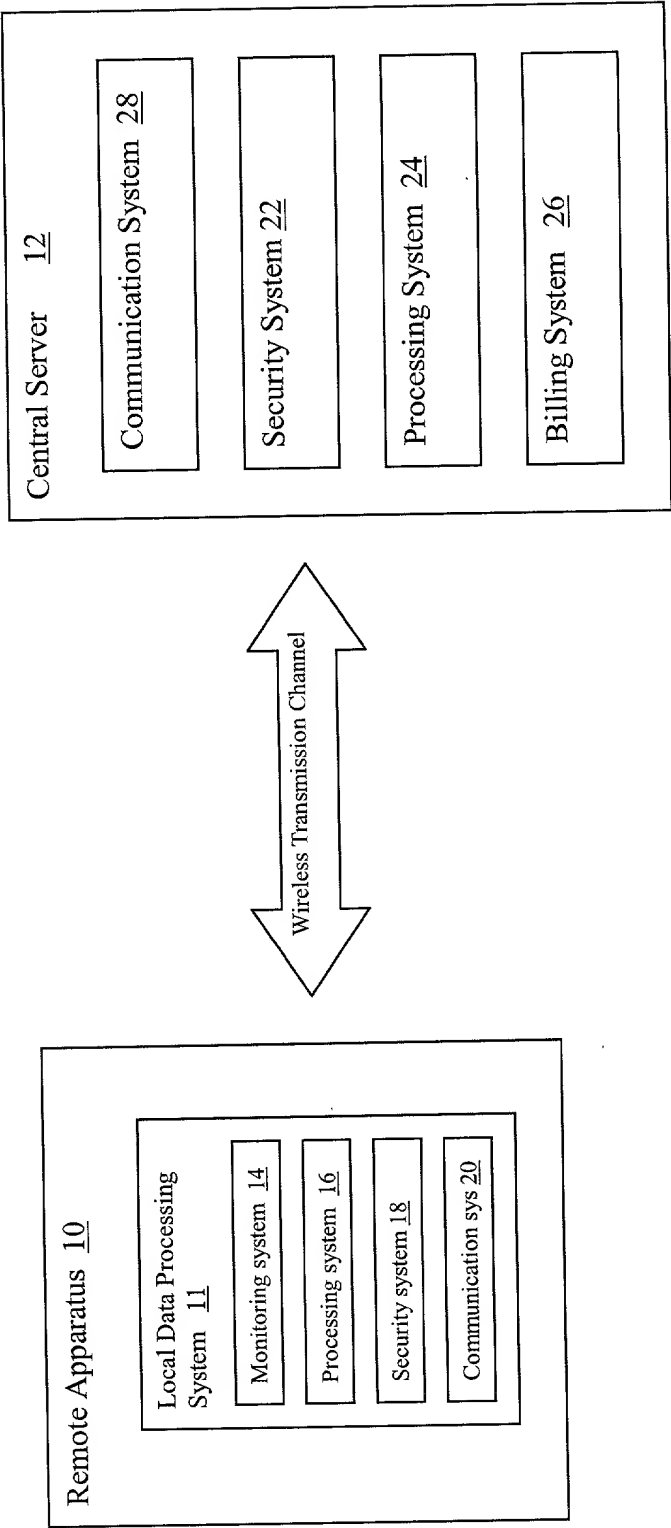 Remote Apparatus 10
Local Data Processing
System 11
Monitoring system 14
Processing system 16
Security system 18
Communication sys 20
Wireless Transmission Channel
Central Server 12
Communication System 28
Security System 22
Processing System 24
Billing System 26